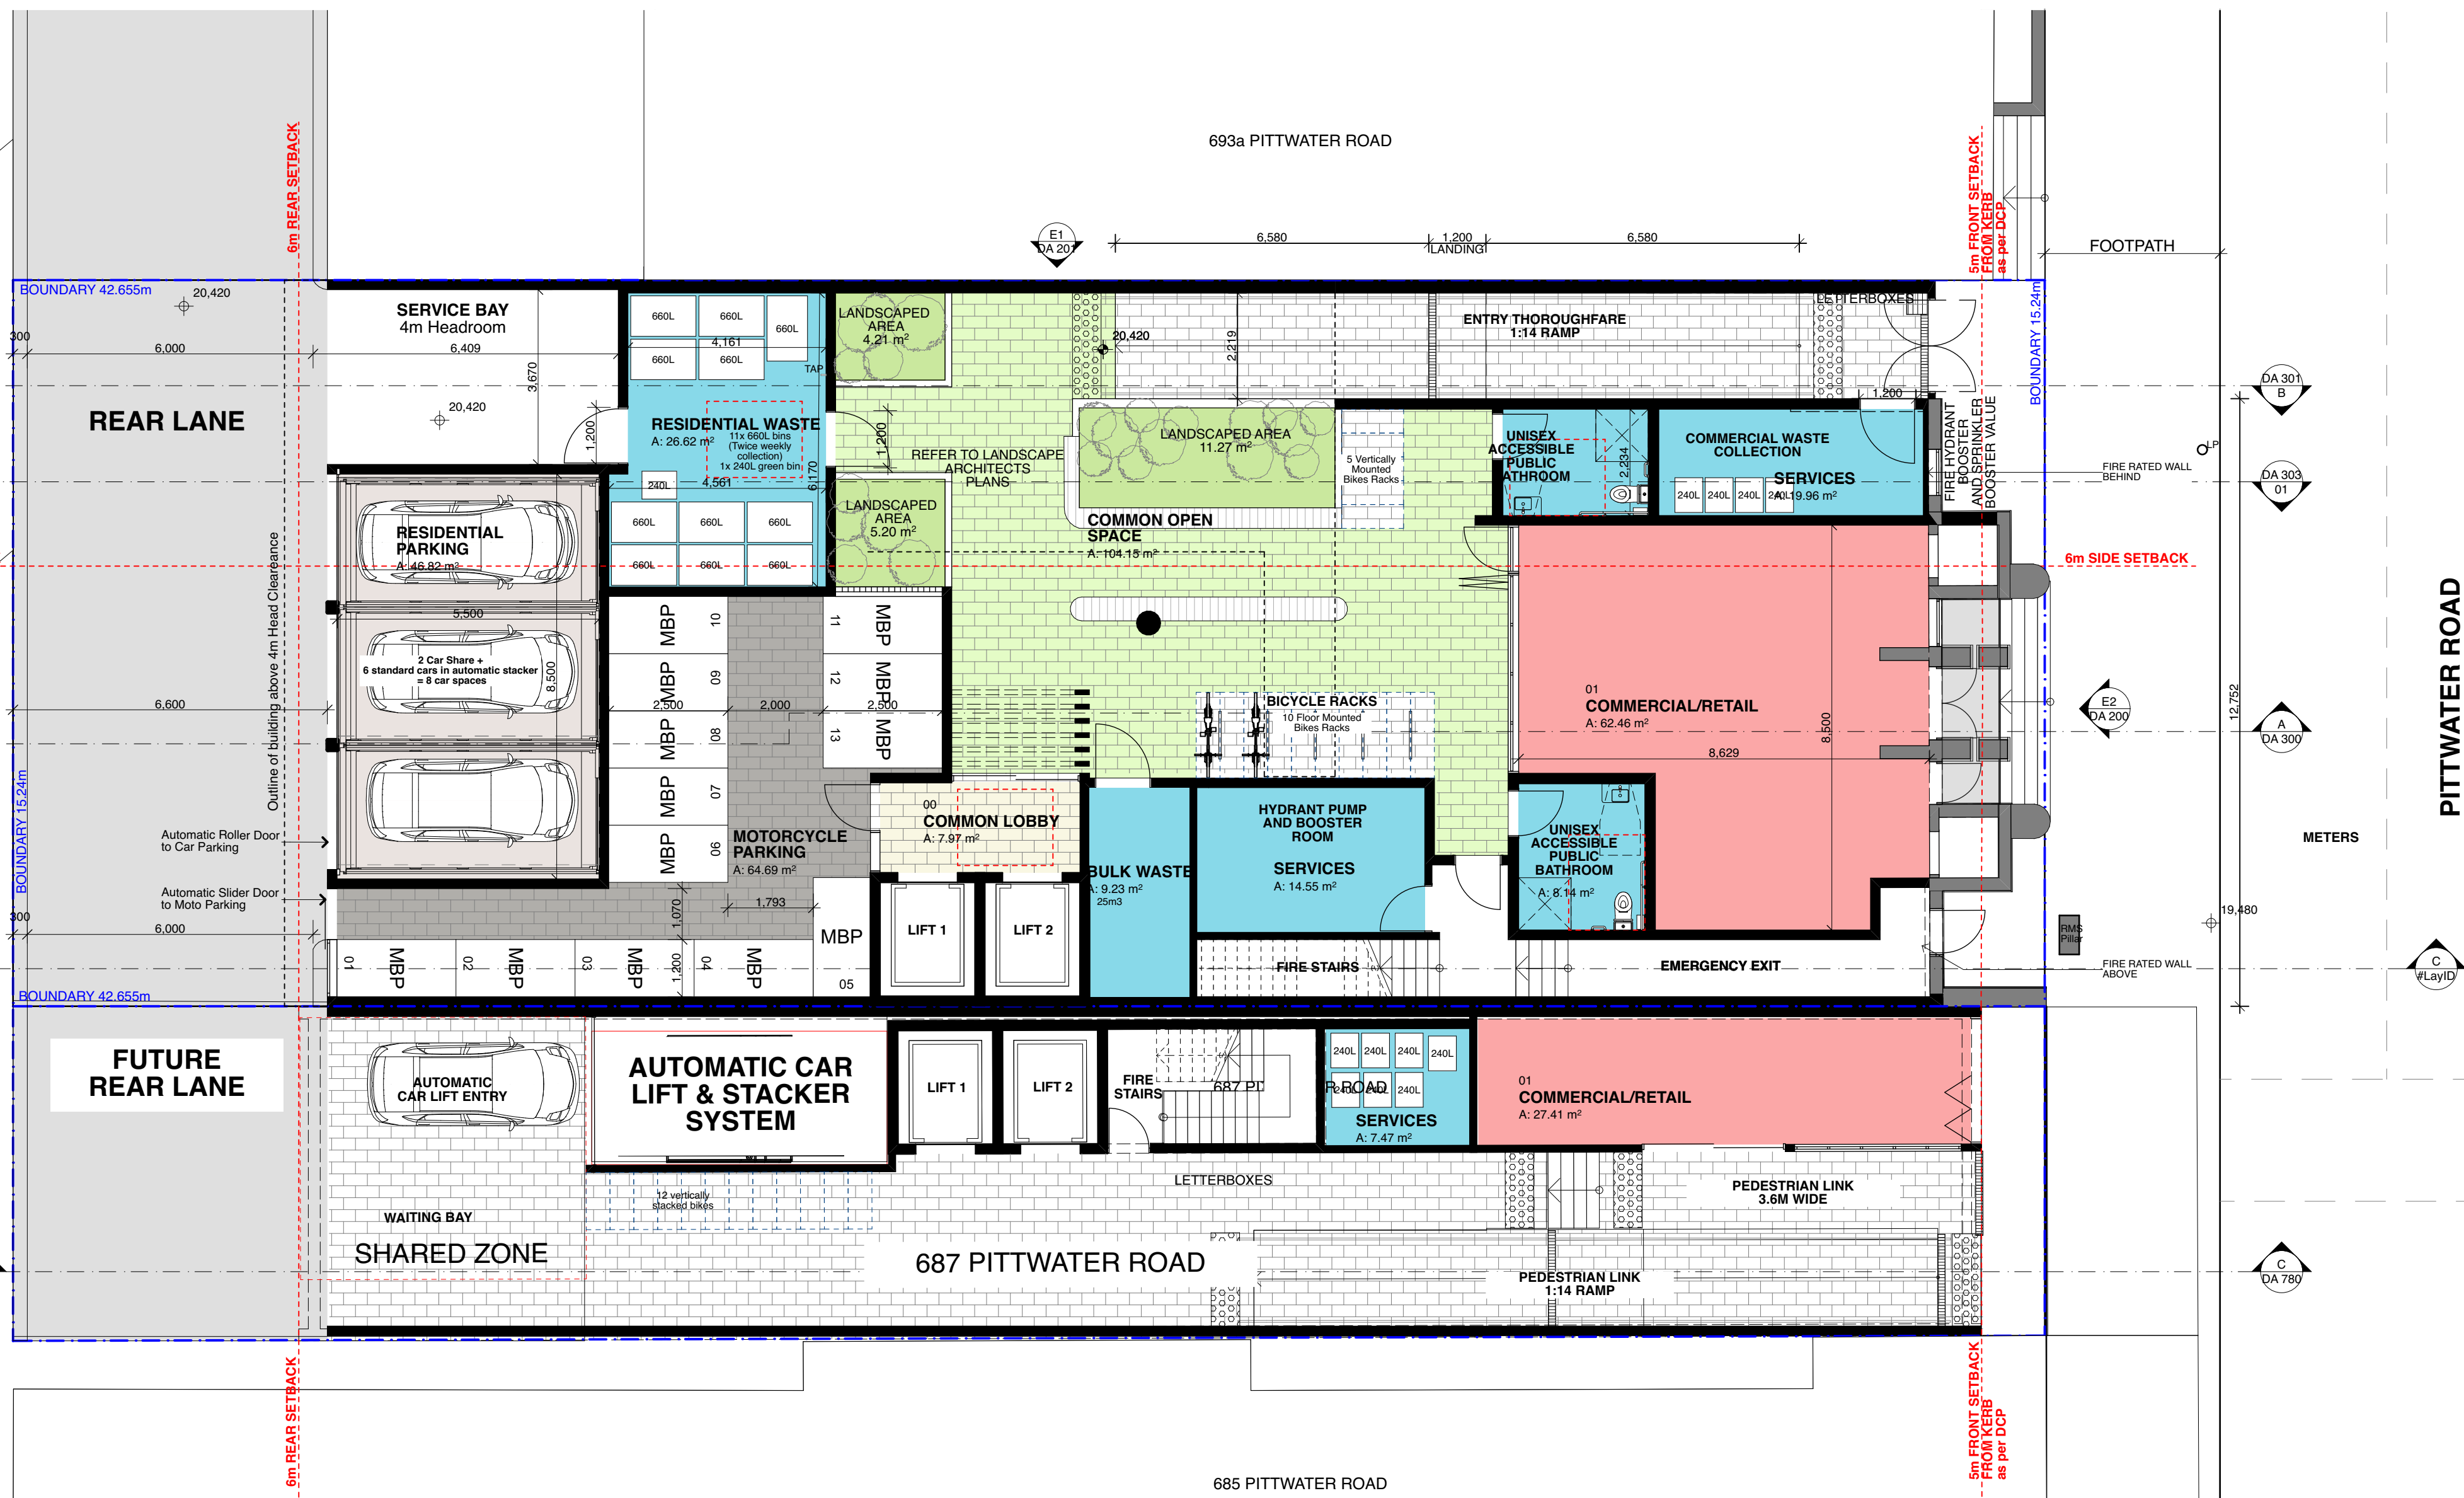 693a PITTWATER ROAD
6m REAR SETBACK
5m FRONT SETBACK
FROM KERB
as per DCP
E1
DA 201
6,580
1,200
LANDING
6,580
FOOTPATH
BOUNDARY 42.655m
20,420
300
6,000
SERVICE BAY
4m Headroom
6,409
3,670
20,420
1,200
REAR LANE
660L
660L
660L
4,161
660L
660L
TAP
RESIDENTIAL WASTE
A: 26.62 m²
11x 660L bins
(Twice weekly
collection)
1x 240L green bin
240L
4,561
6,170
660L
660L
660L
660L
660L
660L
LANDSCAPED
AREA
4.21 m²
1,200
REFER TO LANDSCAPE
ARCHITECTS
PLANS
LANDSCAPED
AREA
5.20 m²
20,420
2,219
ENTRY THOROUGHFARE
1:14 RAMP
LETTERBOXES
1,200
LANDSCAPED AREA
11.27 m²
5 Vertically
Mounted
Bikes Racks
COMMON OPEN
SPACE
A: 104.15 m²
UNISEX
ACCESSIBLE
PUBLIC
BATHROOM
2,234
COMMERCIAL WASTE
COLLECTION
SERVICES
A: 19.96 m²
240L
240L
240L
240L
FIRE HYDRANT
BOOSTER
AND SPRINKLER
BOOSTER VALUE
BOUNDARY 15.24m
DA 301
B
LP
FIRE RATED WALL
BEHIND
DA 303
01
6m SIDE SETBACK
PITTWATER ROAD
Outline of building above 4m Head Cleareance
RESIDENTIAL
PARKING
A: 46.82 m²
5,500
2 Car Share +
6 standard cars in automatic stacker
= 8 car spaces
8,500
6,600
BOUNDARY 15.24m
Automatic Roller Door
to Car Parking
Automatic Slider Door
to Moto Parking
300
6,000
MBP
10
MBP
09
MBP
08
MBP
07
MBP
06
11
MBP
12
MBP
13
MBP
2,500
2,000
2,500
MOTORCYCLE
PARKING
A: 64.69 m²
1,070
1,793
1,200
01
MBP
02
MBP
03
MBP
04
MBP
MBP
05
00
COMMON LOBBY
A: 7.97 m²
LIFT 1
LIFT 2
BULK WASTE
A: 9.23 m²
25m3
BICYCLE RACKS
10 Floor Mounted
Bikes Racks
HYDRANT PUMP
AND BOOSTER
ROOM
SERVICES
A: 14.55 m²
FIRE STAIRS
EMERGENCY EXIT
01
COMMERCIAL/RETAIL
A: 62.46 m²
8,629
8,500
UNISEX
ACCESSIBLE
PUBLIC
BATHROOM
A: 8.14 m²
E2
DA 200
12,752
A
DA 300
METERS
19,480
RMS
Pillar
FIRE RATED WALL
ABOVE
C
#LayID
BOUNDARY 42.655m
FUTURE
REAR LANE
AUTOMATIC
CAR LIFT ENTRY
AUTOMATIC CAR
LIFT & STACKER
SYSTEM
LIFT 1
LIFT 2
FIRE
STAIRS
240L
240L
240L
240L
240L
240L
240L
SERVICES
A: 7.47 m²
01
COMMERCIAL/RETAIL
A: 27.41 m²
12 vertically
stacked bikes
LETTERBOXES
PEDESTRIAN LINK
3.6M WIDE
WAITING BAY
SHARED ZONE
687 PITTWATER ROAD
PEDESTRIAN LINK
1:14 RAMP
C
DA 780
6m REAR SETBACK
5m FRONT SETBACK
FROM KERB
as per DCP
685 PITTWATER ROAD